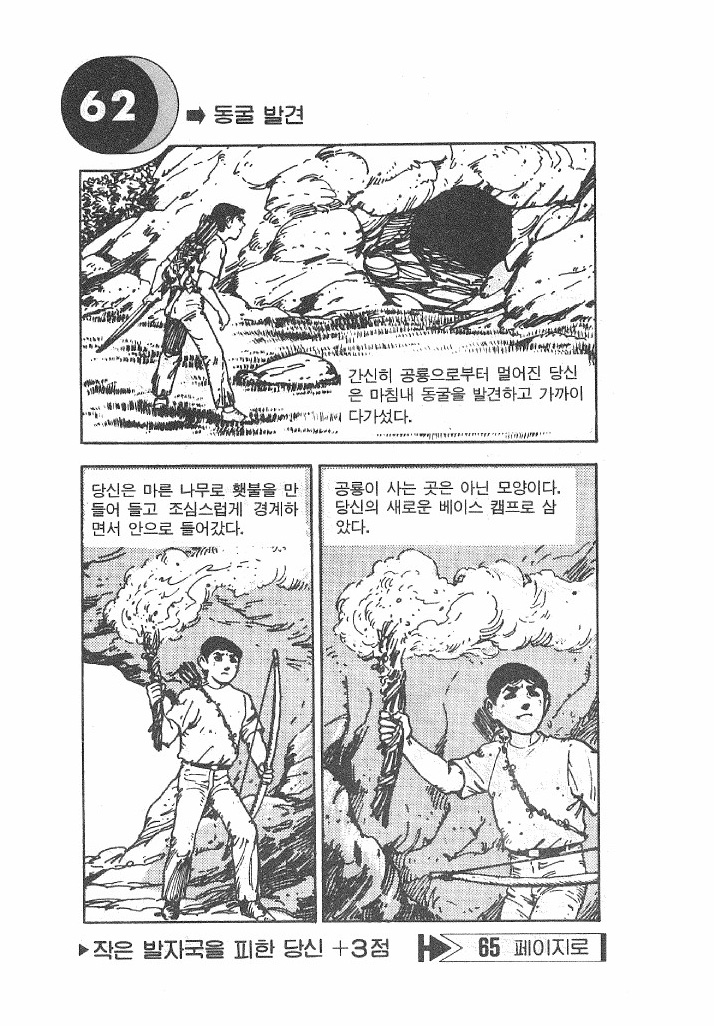 62
➡ 동굴 발견
간신히 공룡으로부터 멀어진 당신
은 마침내 동굴을 발견하고 가까이
다가섰다.
당신은 마른 나무로 횃불을 만
들어 들고 조심스럽게 경계하
면서 안으로 들어갔다.
공룡이 사는 곳은 아닌 모양이다.
당신의 새로운 베이스 캠프로 삼
았다.
▶작은 발자국을 피한 당신 +3점
65 페이지로